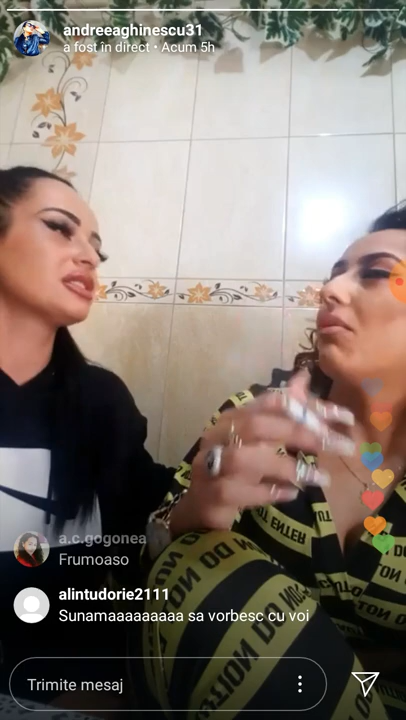 andreeaghinescu31
a fost în direct • Acum 5h
a.c.gogonea
Frumoaso
alintudorie2111
Sunamaaaaaaaaa sa vorbesc cu voi
Trimite mesaj